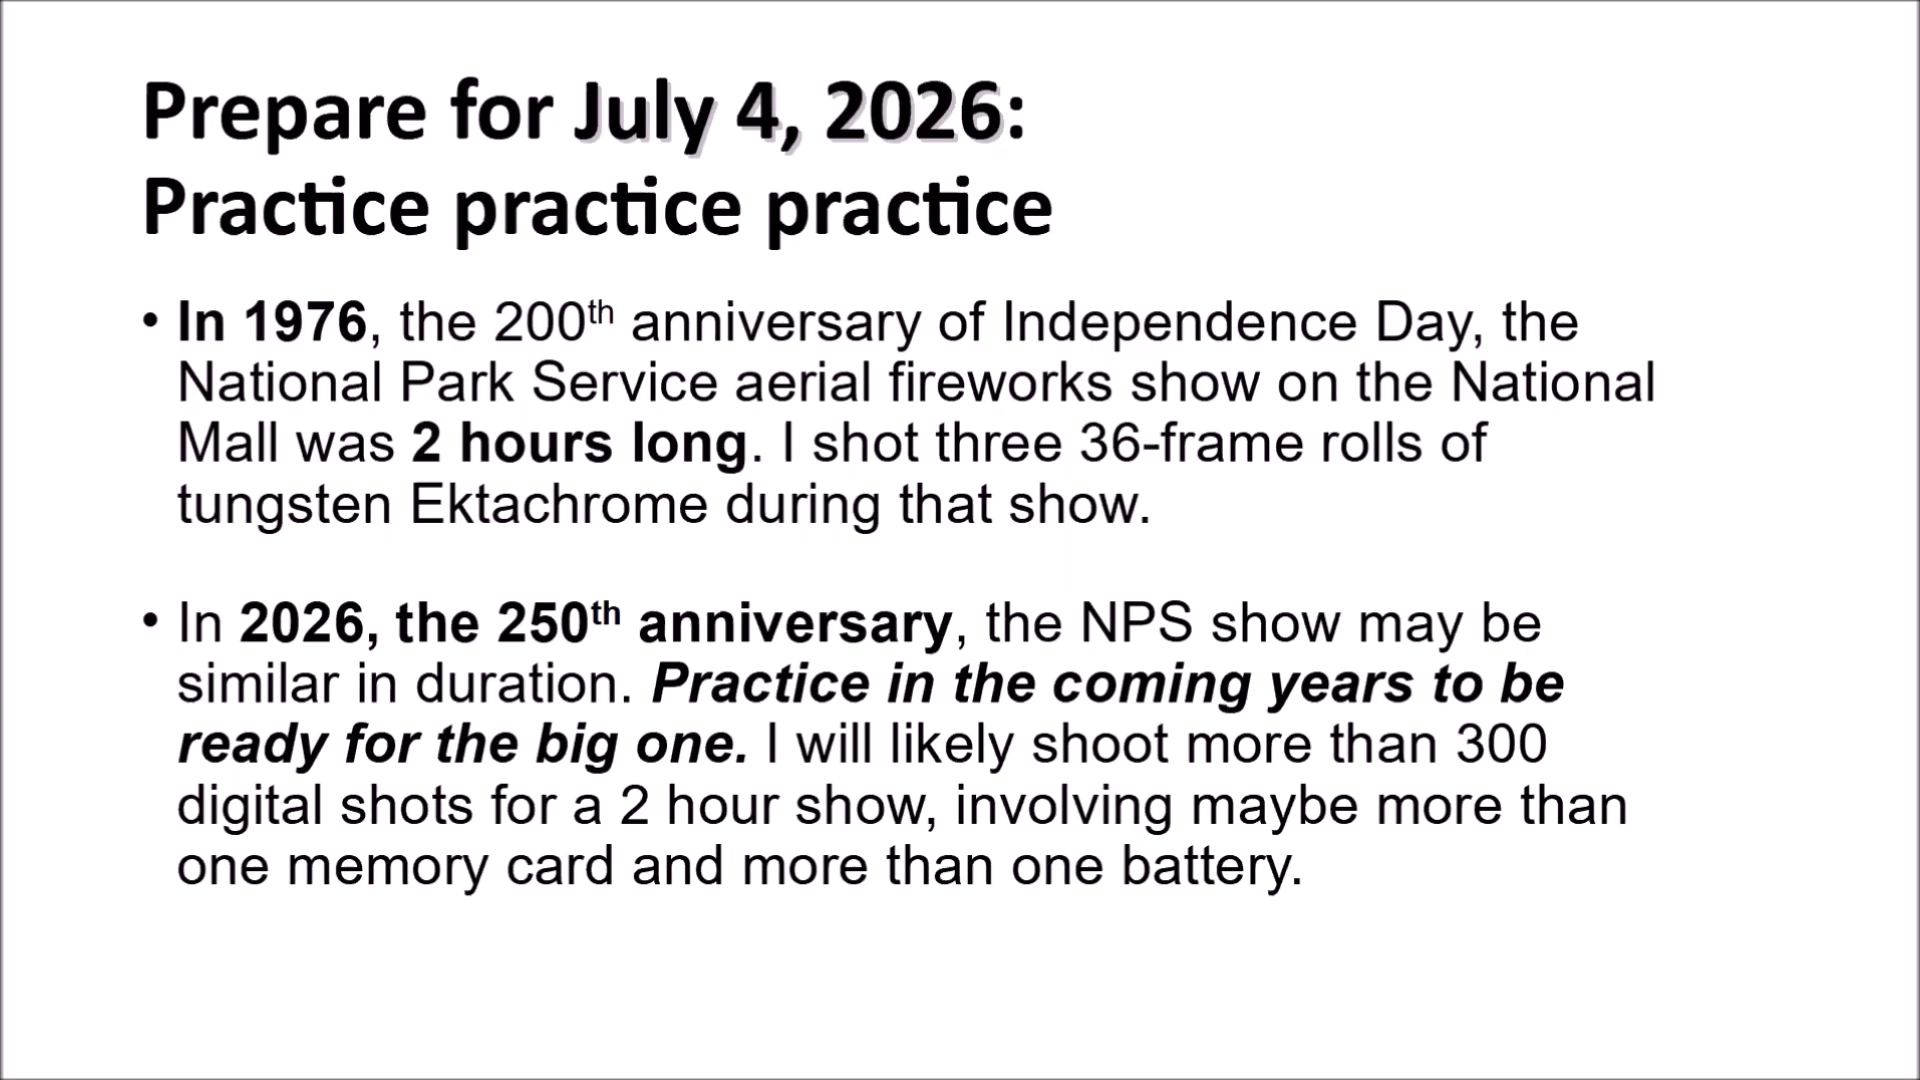 Prepare for July 4, 2026:
Practice practice practice
• In 1976, the 200th anniversary of Independence Day, the
National Park Service aerial fireworks show on the National
Mall was 2 hours long. I shot three 36-frame rolls of
tungsten Ektachrome during that show.
• In 2026, the 250th anniversary, the NPS show may be
similar in duration. Practice in the coming years to be
ready for the big one. I will likely shoot more than 300
digital shots for a 2 hour show, involving maybe more than
one memory card and more than one battery.